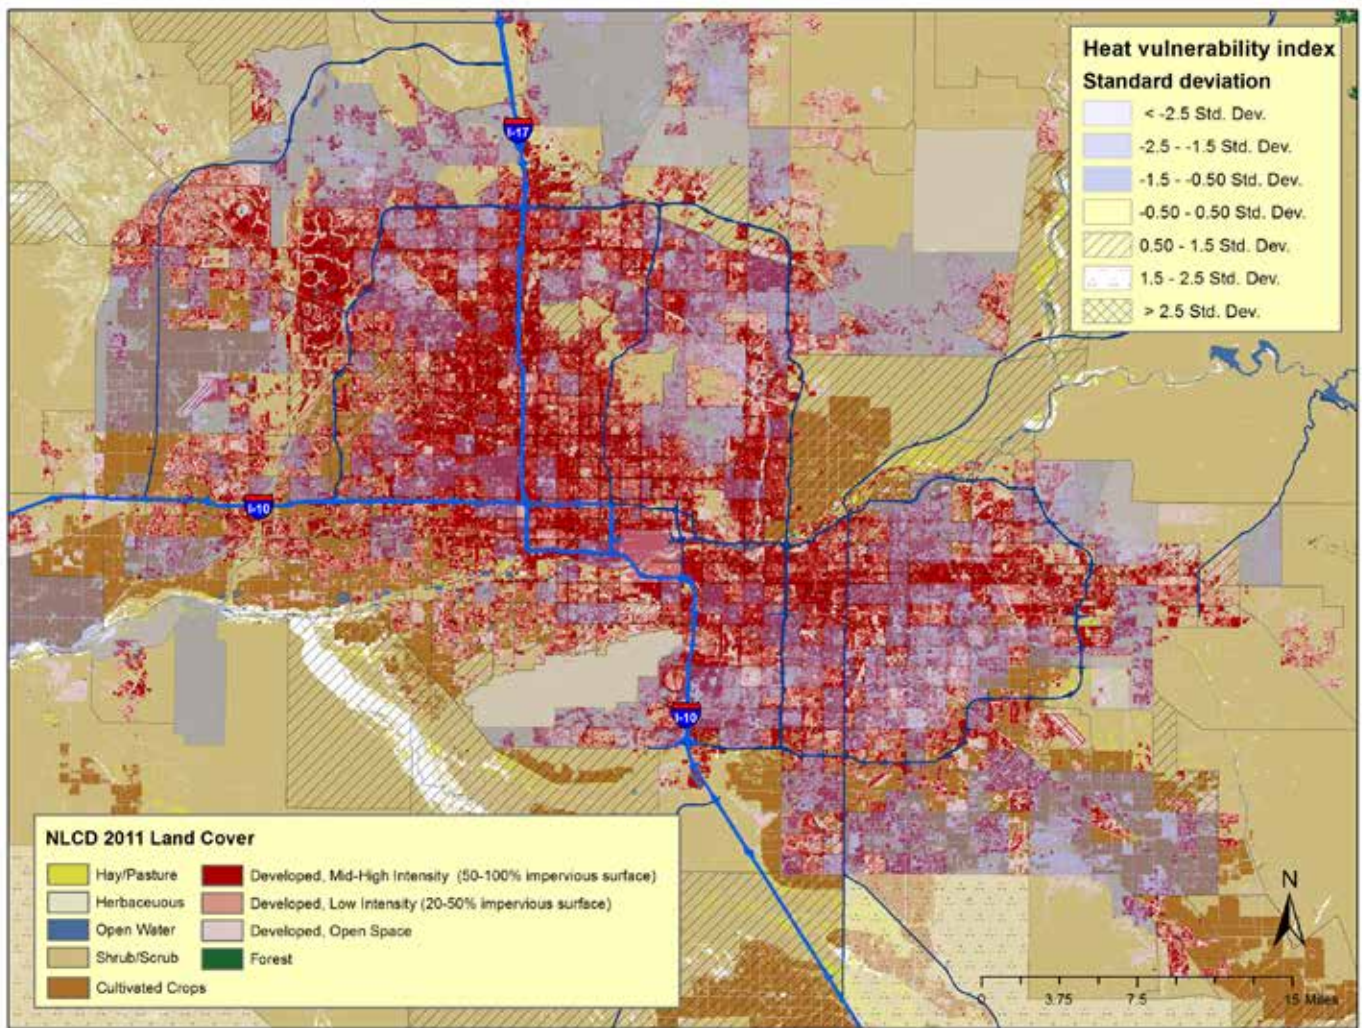 Heat vulnerability index
Standard deviation
< -2.5 Std. Dev.
-2.5 - -1.5 Std. Dev.
-1.5 - -0.50 Std. Dev.
-0.50 - 0.50 Std. Dev.
0.50 - 1.5 Std. Dev.
1.5 - 2.5 Std. Dev.
> 2.5 Std. Dev.
I-17
I-10
I-10
NLCD 2011 Land Cover
Hay/Pasture
Herbaceuous
Open Water
Shrub/Scrub
Cultivated Crops
Developed, Mid-High Intensity (50-100% impervious surface)
Developed, Low Intensity (20-50% impervious surface)
Developed, Open Space
Forest
N
0 3.75 7.5 15 Miles